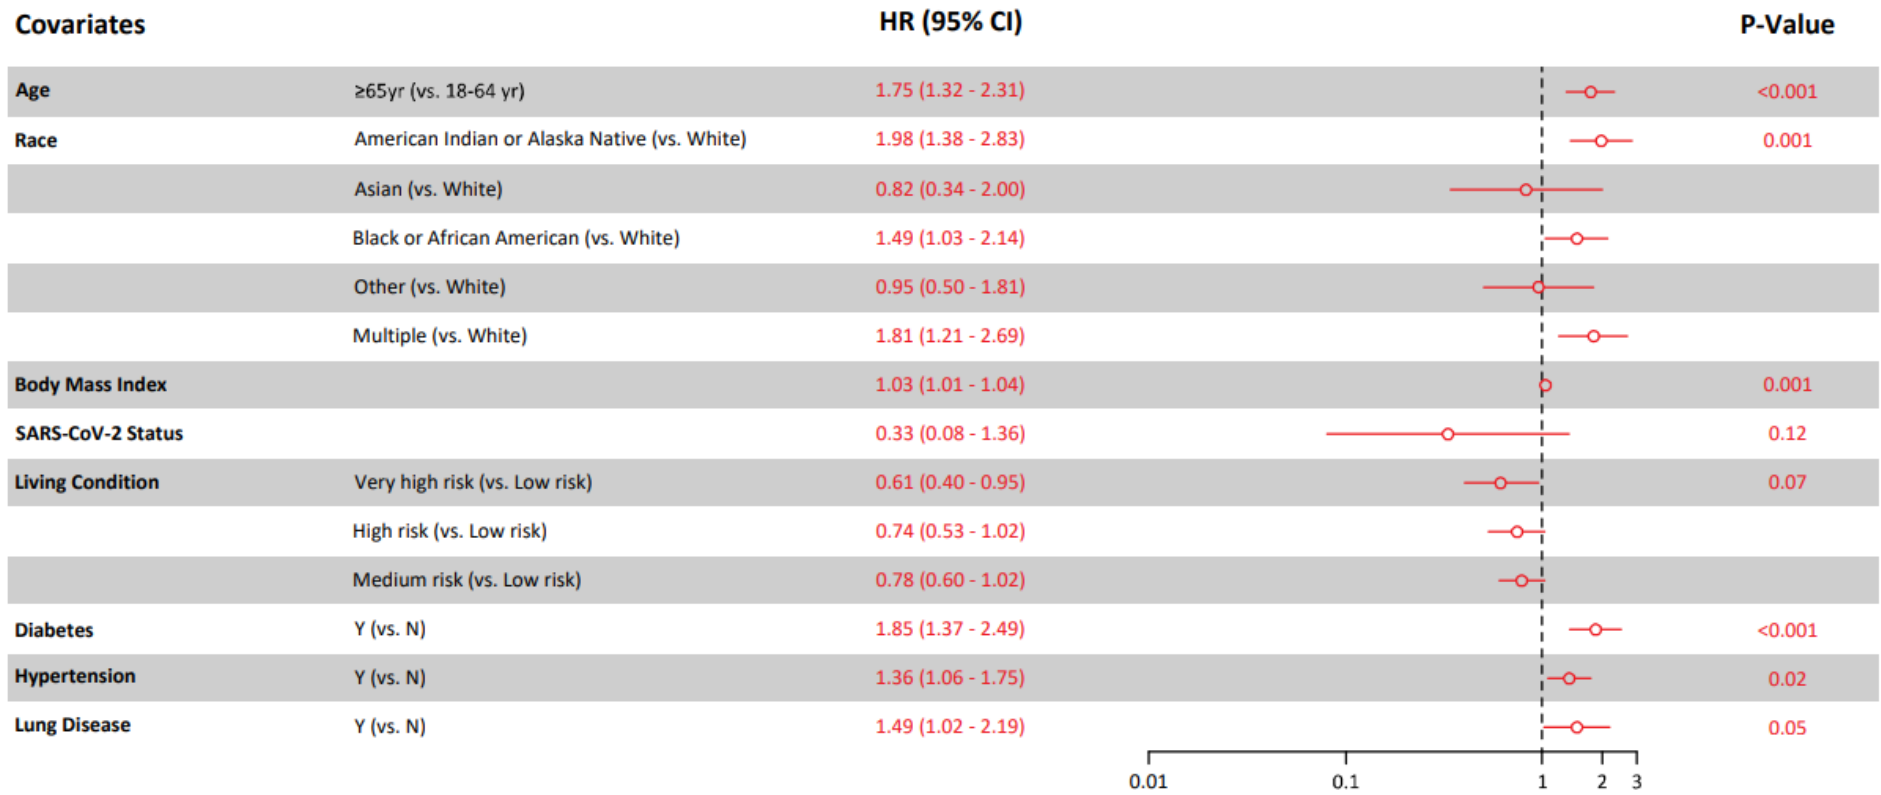 Covariates HR (95% CI) P-Value
Age ≥65yr (vs. 18-64 yr) 1.75 (1.32 - 2.31) <0.001
Race American Indian or Alaska Native (vs. White) 1.98 (1.38 - 2.83) 0.001
Asian (vs. White) 0.82 (0.34 - 2.00)
Black or African American (vs. White) 1.49 (1.03 - 2.14)
Other (vs. White) 0.95 (0.50 - 1.81)
Multiple (vs. White) 1.81 (1.21 - 2.69)
Body Mass Index 1.03 (1.01 - 1.04) 0.001
SARS-CoV-2 Status 0.33 (0.08 - 1.36) 0.12
Living Condition Very high risk (vs. Low risk) 0.61 (0.40 - 0.95) 0.07
High risk (vs. Low risk) 0.74 (0.53 - 1.02)
Medium risk (vs. Low risk) 0.78 (0.60 - 1.02)
Diabetes Y (vs. N) 1.85 (1.37 - 2.49) <0.001
Hypertension Y (vs. N) 1.36 (1.06 - 1.75) 0.02
Lung Disease Y (vs. N) 1.49 (1.02 - 2.19) 0.05
0.01 0.1 1 2 3